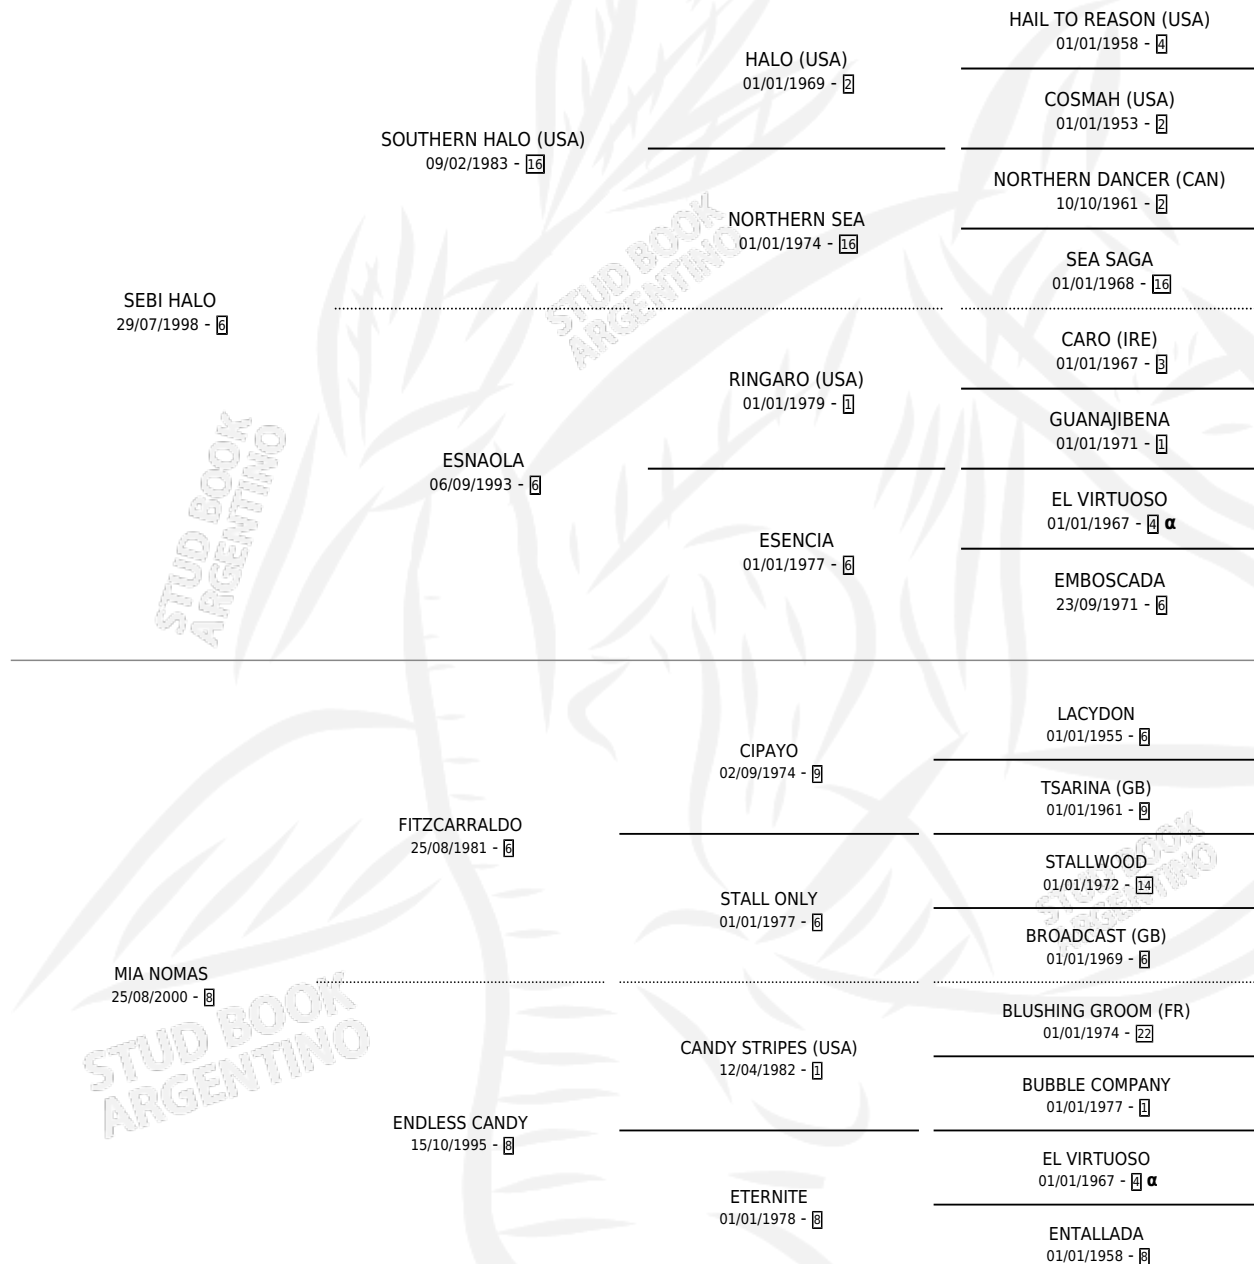 HAIL TO REASON (USA)
01/01/1958 - 4
HALO (USA)
01/01/1969 - 2
COSMAH (USA)
01/01/1953 - 2
SOUTHERN HALO (USA)
09/02/1983 - 16
NORTHERN DANCER (CAN)
10/10/1961 - 2
NORTHERN SEA
01/01/1974 - 16
SEA SAGA
01/01/1968 - 16
SEBI HALO
29/07/1998 - 6
CARO (IRE)
01/01/1967 - 3
RINGARO (USA)
01/01/1979 - 1
GUANAJIBENA
01/01/1971 - 1
ESNAOLA
06/09/1993 - 6
EL VIRTUOSO
01/01/1967 - 4 α
ESENCIA
01/01/1977 - 6
EMBOSCADA
23/09/1971 - 6
STUD BOOK
ARGENTINO
STUD BOOK
ARGENTINO
LACYDON
01/01/1955 - 6
CIPAYO
02/09/1974 - 9
TSARINA (GB)
01/01/1961 - 9
FITZCARRALDO
25/08/1981 - 6
STALLWOOD
01/01/1972 - 14
STALL ONLY
01/01/1977 - 6
BROADCAST (GB)
01/01/1969 - 6
MIA NOMAS
25/08/2000 - 8
BLUSHING GROOM (FR)
01/01/1974 - 22
CANDY STRIPES (USA)
12/04/1982 - 1
BUBBLE COMPANY
01/01/1977 - 1
ENDLESS CANDY
15/10/1995 - 8
EL VIRTUOSO
01/01/1967 - 4 α
ETERNITE
01/01/1978 - 8
ENTALLADA
01/01/1958 - 8
STUD BOOK
ARGENTINO
STUD BOOK
ARGENTINO